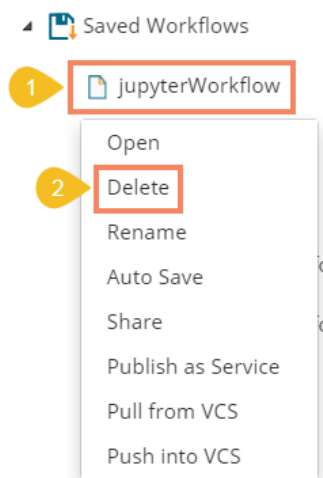 Saved Workflows
1
jupyterWorkflow
Open
2
Delete
Rename
Auto Save
Share
Publish as Service
Pull from VCS
Push into VCS